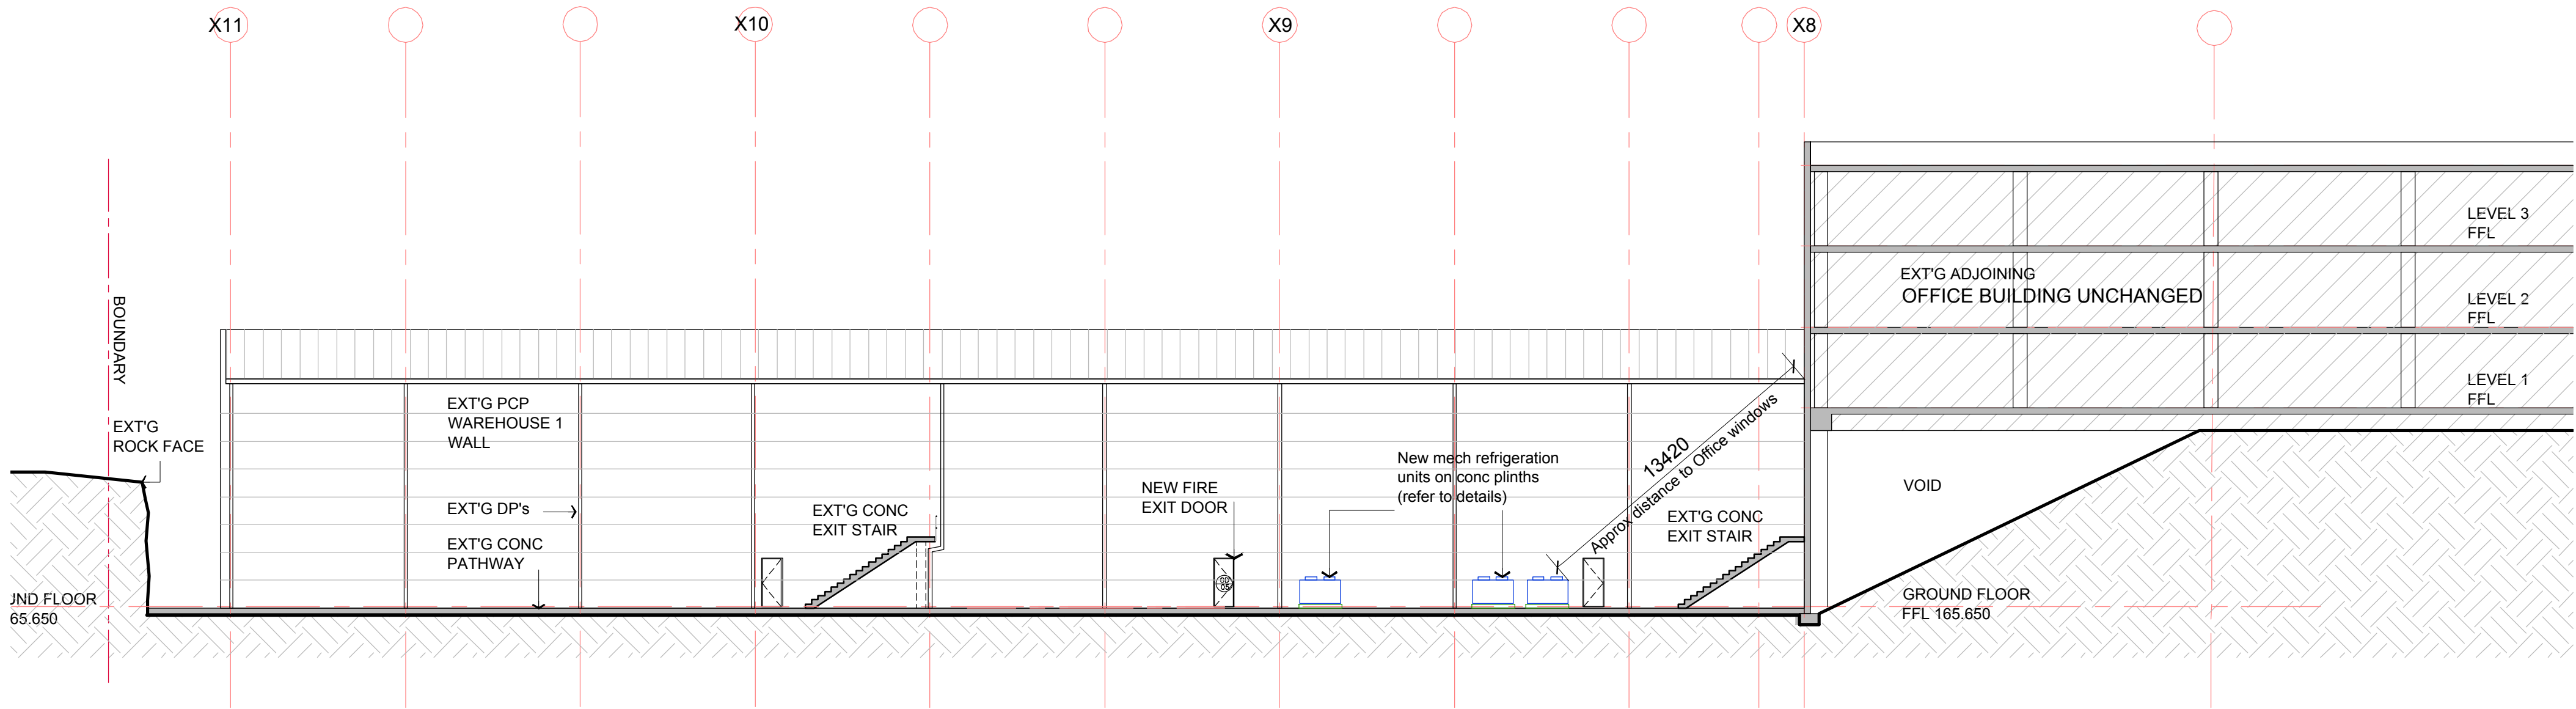 X11
X10
X9
X8
BOUNDARY
EXT'G
ROCK FACE
EXT'G PCP
WAREHOUSE 1
WALL
EXT'G DP's
EXT'G CONC
PATHWAY
UND FLOOR
65.650
EXT'G CONC
EXIT STAIR
NEW FIRE
EXIT DOOR
New mech refrigeration
units on conc plinths
(refer to details)
13420
Approx distance to Office windows
EXT'G CONC
EXIT STAIR
EXT'G ADJOINING
OFFICE BUILDING UNCHANGED
LEVEL 3
FFL
LEVEL 2
FFL
LEVEL 1
FFL
VOID
GROUND FLOOR
FFL 165.650